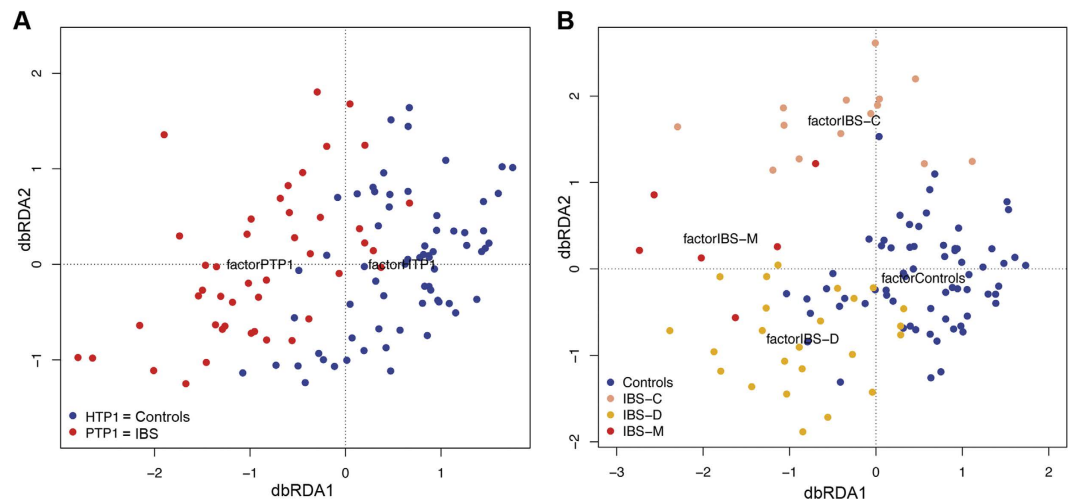 A
dbRDA2
2
1
0
−1
factorPTP1
factorHTP1
HTP1 = Controls
PTP1 = IBS
−2
−1
0
1
dbRDA1
B
dbRDA2
2
1
0
−1
−2
factorIBS−C
factorIBS−M
factorControls
factorIBS−D
Controls
IBS−C
IBS−D
IBS−M
−3
−2
−1
0
1
2
dbRDA1